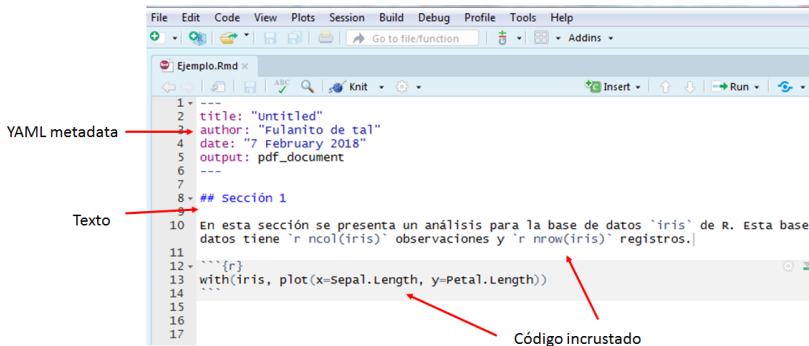 File Edit Code View Plots Session Build Debug Profile Tools Help
Go to file/function Addins
Ejemplo.Rmd
ABC Knit Insert Run
1 ---
2 title: "Untitled"
YAML metadata
3 author: "Fulanito de tal"
4 date: "7 February 2018"
5 output: pdf_document
6 ---
7
8 ## Sección 1
9
Texto
10 En esta sección se presenta un análisis para la base de datos `iris` de R. Esta base
datos tiene `r ncol(iris)` observaciones y `r nrow(iris)` registros.
11
12 ```{r}
13 with(iris, plot(x=Sepal.Length, y=Petal.Length))
14 ```
15
16
17
Código incrustado